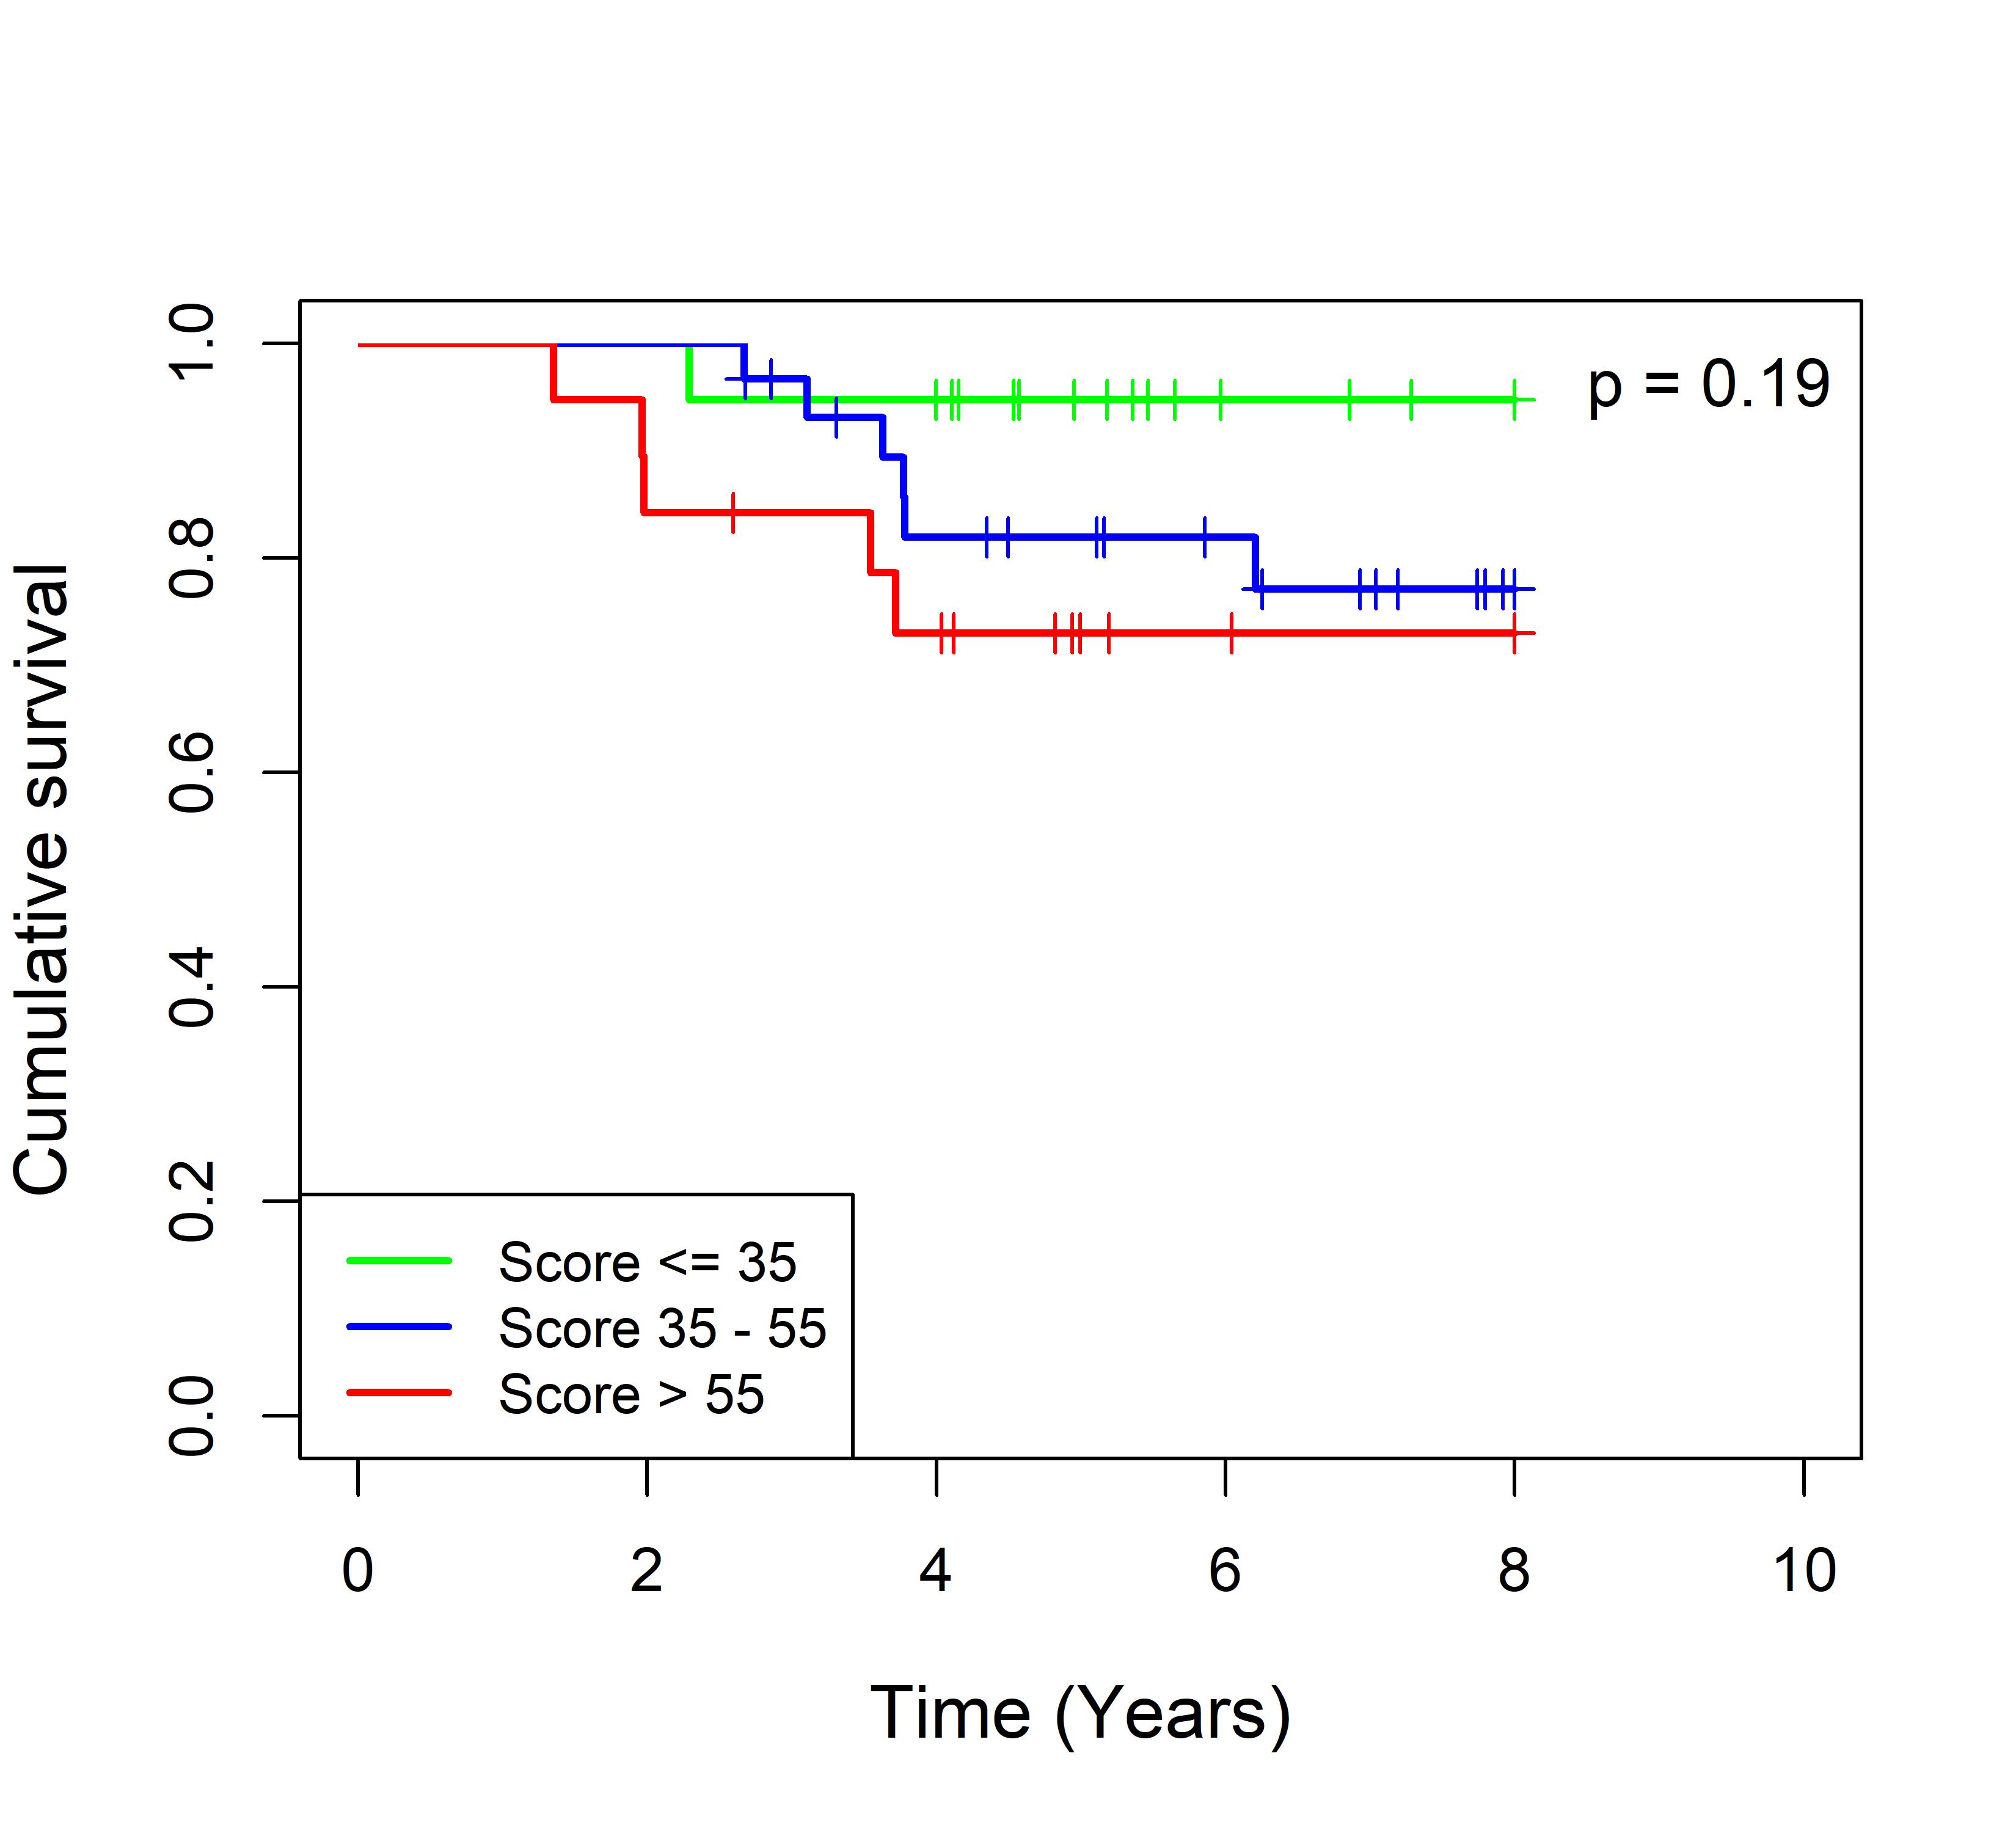 p = 0.19
Cumulative survival
1.0
0.8
0.6
0.4
0.2
0.0
Score <= 35
Score 35 - 55
Score > 55
0 2 4 6 8 10
Time (Years)